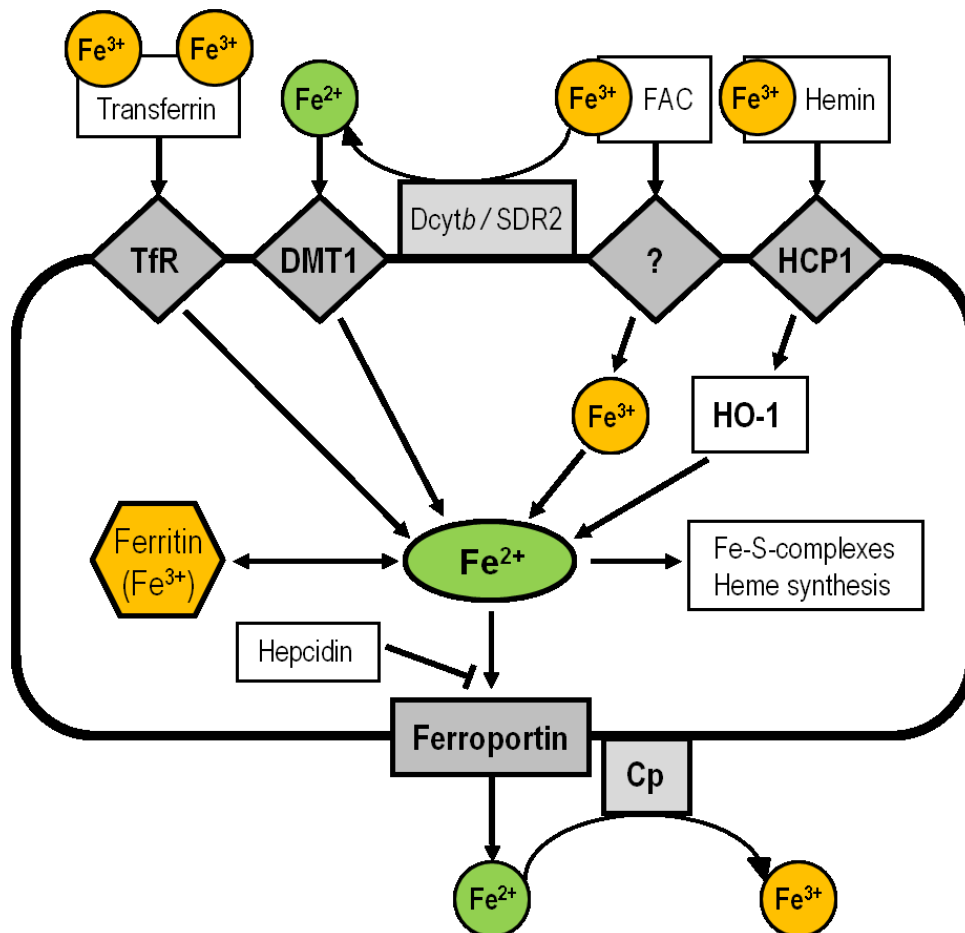 Fe³⁺ Fe³⁺
Transferrin
Fe²⁺
Fe³⁺ FAC
Fe³⁺ Hemin
Dcytb / SDR2
TfR
DMT1
?
HCP1
Fe³⁺
HO-1
Ferritin
(Fe³⁺)
Fe²⁺
Fe-S-complexes
Heme synthesis
Hepcidin
Ferroportin
Cp
Fe²⁺
Fe³⁺